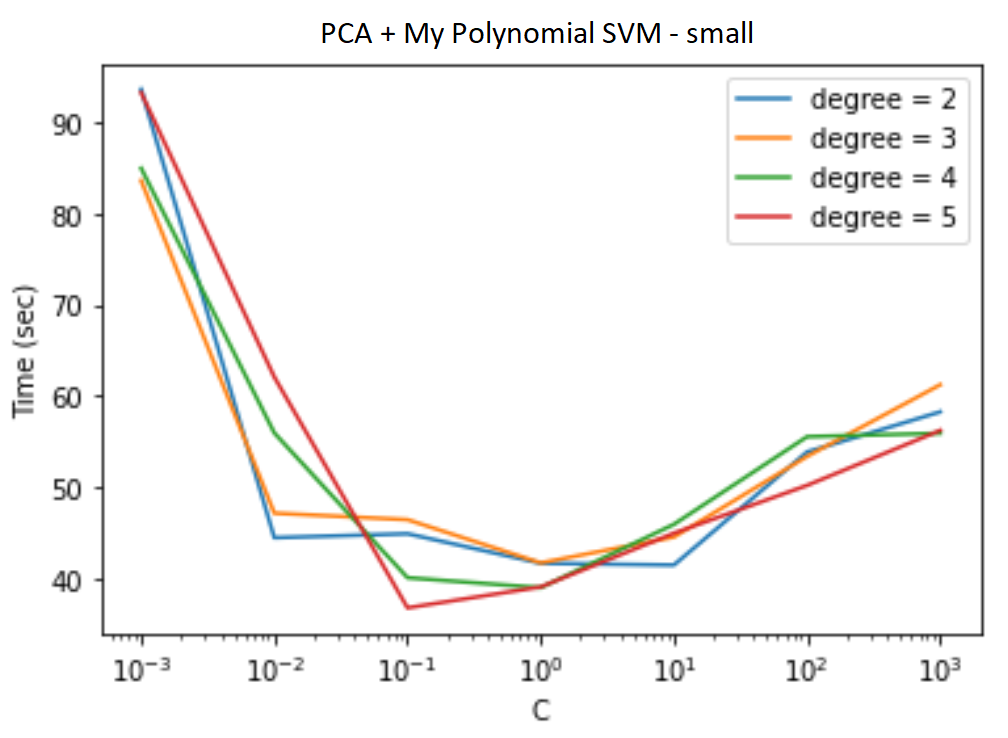 PCA + My Polynomial SVM - small
degree = 2
degree = 3
degree = 4
degree = 5
90
80
70
60
50
40
Time (sec)
10⁻³ 10⁻² 10⁻¹ 10⁰ 10¹ 10² 10³
C